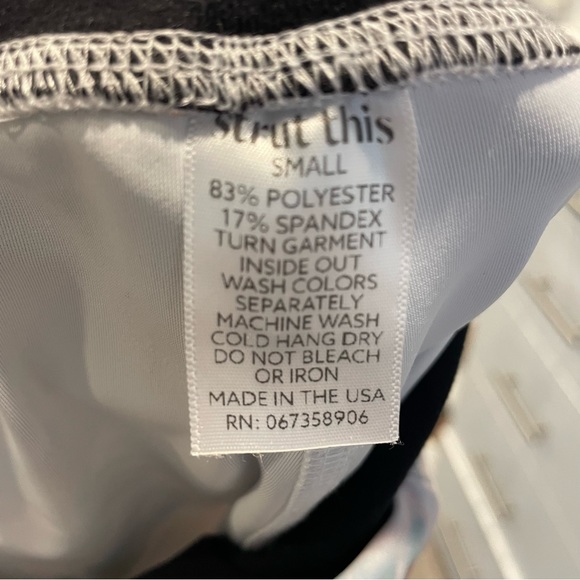 strut this
SMALL
83% POLYESTER
17% SPANDEX
TURN GARMENT
INSIDE OUT
WASH COLORS
SEPARATELY
MACHINE WASH
COLD HANG DRY
DO NOT BLEACH
OR IRON
MADE IN THE USA
RN: 067358906